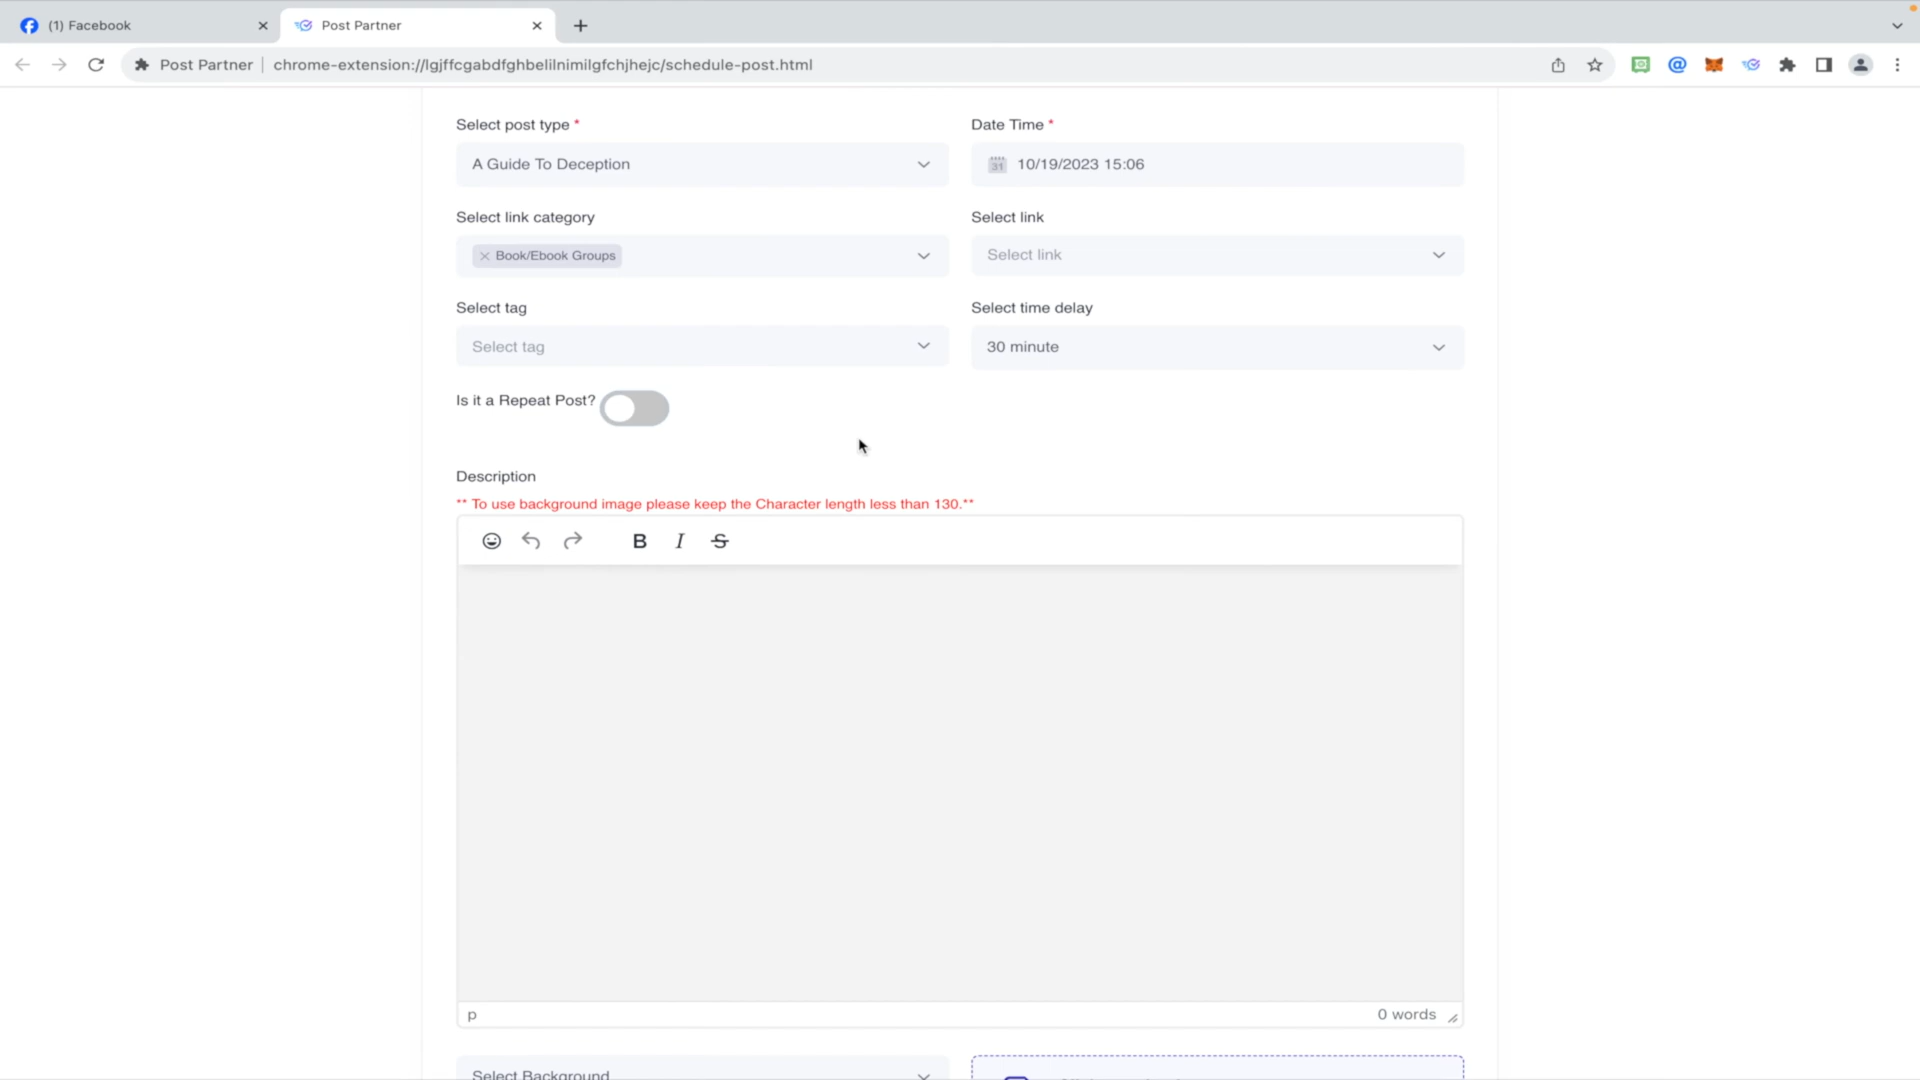 (1) Facebook
Post Partner
Post Partner
chrome-extension://lgjffcgabdfghbelilnimilgfchjhejc/schedule-post.html
Select post type *
Date Time *
A Guide To Deception
31
10/19/2023 15:06
Select link category
Select link
Book/Ebook Groups
Select link
Select tag
Select time delay
Select tag
30 minute
Is it a Repeat Post?
Description
** To use background image please keep the Character length less than 130.**
B I S
p
0 words
Select Background